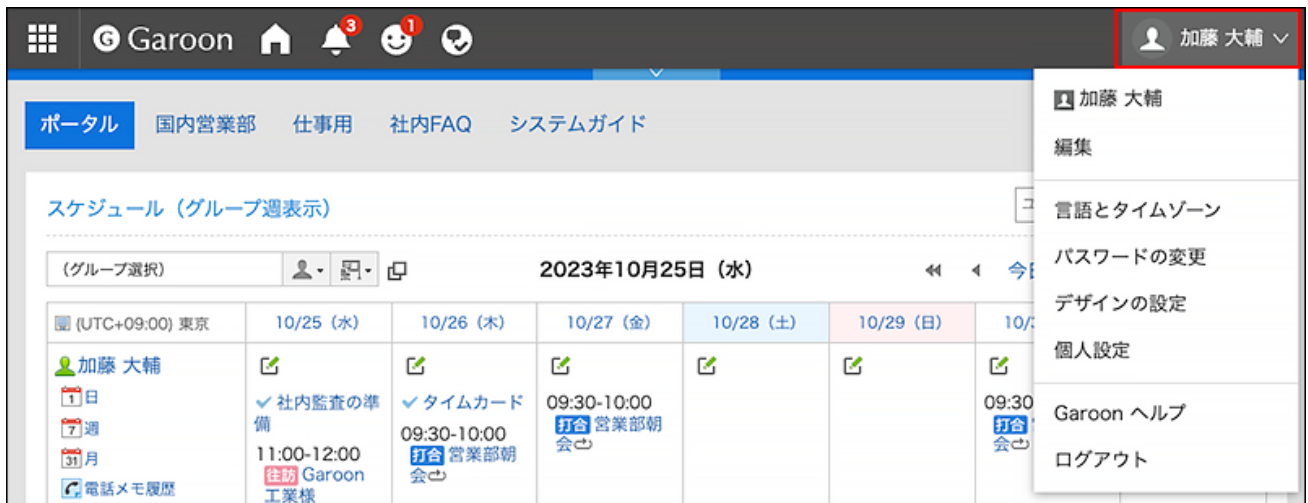 Garoon
3
1
加藤 大輔
加藤 大輔
編集
言語とタイムゾーン
パスワードの変更
デザインの設定
個人設定
Garoon ヘルプ
ログアウト
ポータル 国内営業部 仕事用 社内FAQ システムガイド
スケジュール（グループ週表示）
（グループ選択）
2023年10月25日（水）
(UTC+09:00) 東京 10/25（水） 10/26（木） 10/27（金） 10/28（土） 10/29（日）
加藤 大輔
1 日
7 週
31 月
電話メモ履歴
社内監査の準
備
11:00-12:00
往訪 Garoon
工業様
タイムカード
09:30-10:00
打合 営業部朝
会
09:30-10:00
打合 営業部朝
会
09:30
打合
会